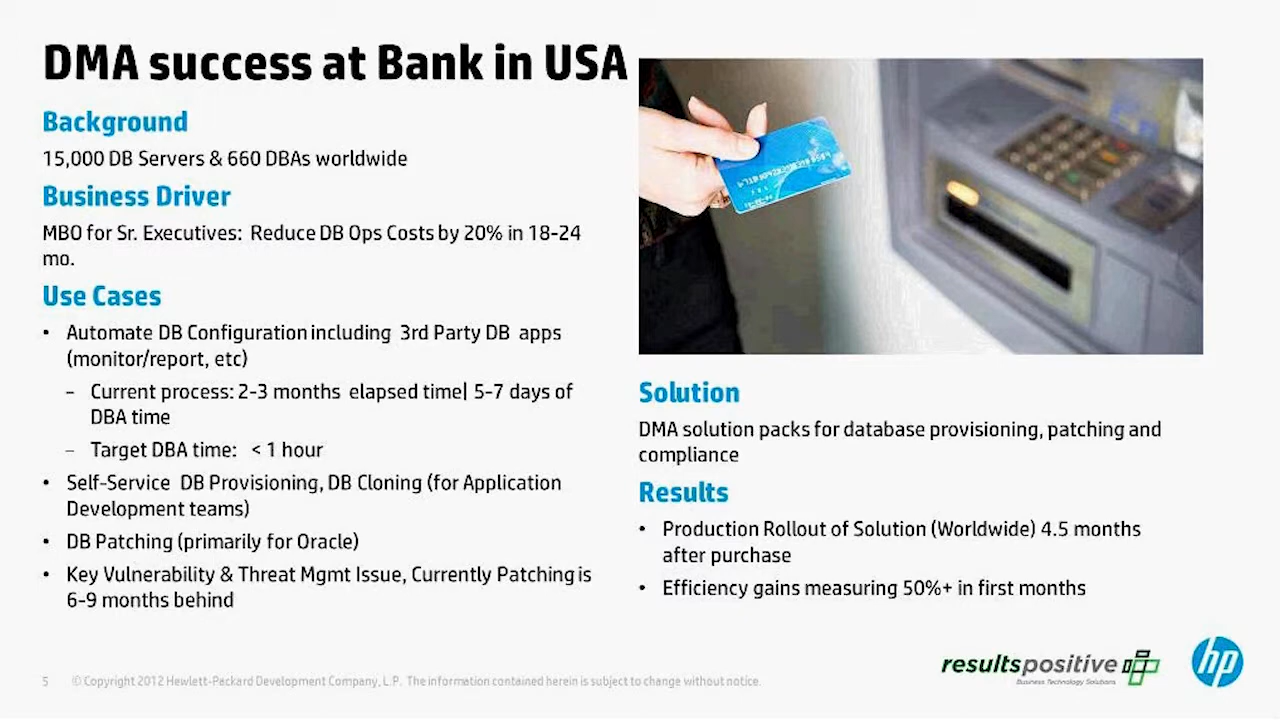 DMA success at Bank in USA
Background
15,000 DB Servers & 660 DBAs worldwide
Business Driver
MBO for Sr. Executives: Reduce DB Ops Costs by 20% in 18-24
mo.
Use Cases
• Automate DB Configuration including 3rd Party DB apps
(monitor/report, etc)
– Current process: 2-3 months elapsed time| 5-7 days of
DBA time
– Target DBA time: < 1 hour
• Self-Service DB Provisioning, DB Cloning (for Application
Development teams)
• DB Patching (primarily for Oracle)
• Key Vulnerability & Threat Mgmt Issue, Currently Patching is
6-9 months behind
Solution
DMA solution packs for database provisioning, patching and
compliance
Results
• Production Rollout of Solution (Worldwide) 4.5 months
after purchase
• Efficiency gains measuring 50%+ in first months
5 © Copyright 2012 Hewlett-Packard Development Company, L.P. The information contained herein is subject to change without notice.
resultspositive
Business Technology Solutions
hp